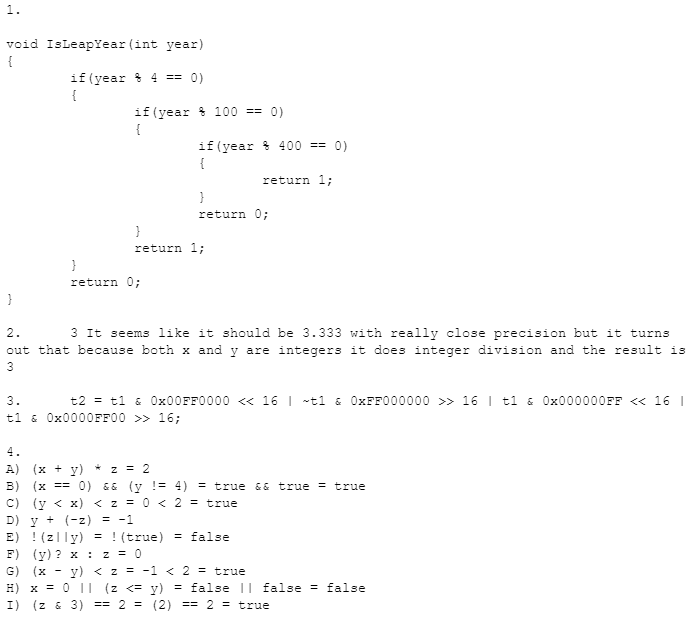 1.
void IsLeapYear(int year)
{
if(year % 4 == 0)
{
if(year % 100 == 0)
{
if(year % 400 == 0)
{
return 1;
}
return 0;
}
return 1;
}
return 0;
}
2. 3 It seems like it should be 3.333 with really close precision but it turns
out that because both x and y are integers it does integer division and the result is
3
3. t2 = t1 & 0x00FF0000 << 16 | ~t1 & 0xFF000000 >> 16 | t1 & 0x000000FF << 16 |
t1 & 0x0000FF00 >> 16;
4.
A) (x + y) * z = 2
B) (x == 0) && (y != 4) = true && true = true
C) (y < x) < z = 0 < 2 = true
D) y + (-z) = -1
E) !(z||y) = !(true) = false
F) (y)? x : z = 0
G) (x - y) < z = -1 < 2 = true
H) x = 0 || (z <= y) = false || false = false
I) (z & 3) == 2 = (2) == 2 = true